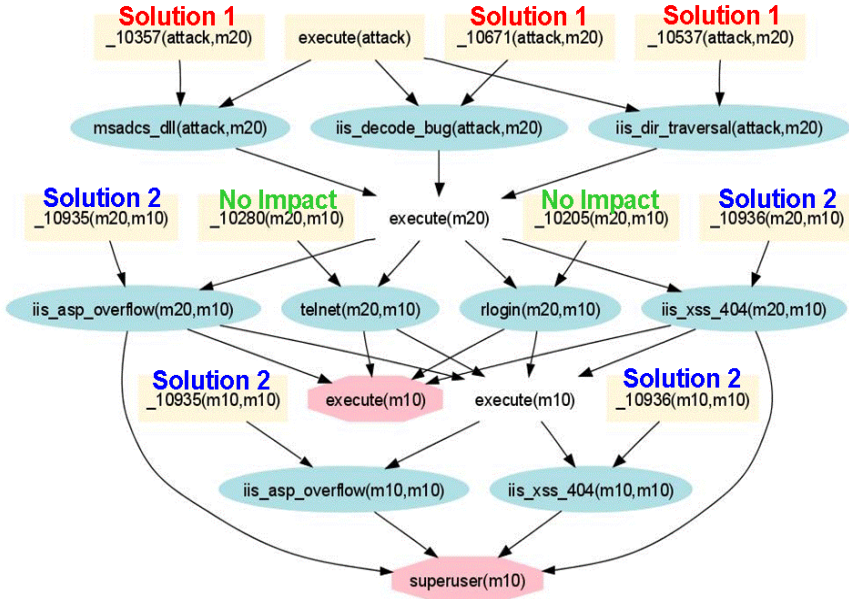 Solution 1
Solution 1
Solution 1
_10357(attack,m20)
execute(attack)
_10671(attack,m20)
_10537(attack,m20)
msadcs_dll(attack,m20)
iis_decode_bug(attack,m20)
iis_dir_traversal(attack,m20)
Solution 2
No Impact
No Impact
Solution 2
_10935(m20,m10)
_10280(m20,m10)
execute(m20)
_10205(m20,m10)
_10936(m20,m10)
iis_asp_overflow(m20,m10)
telnet(m20,m10)
rlogin(m20,m10)
iis_xss_404(m20,m10)
Solution 2
Solution 2
_10935(m10,m10)
execute(m10)
execute(m10)
_10936(m10,m10)
iis_asp_overflow(m10,m10)
iis_xss_404(m10,m10)
superuser(m10)